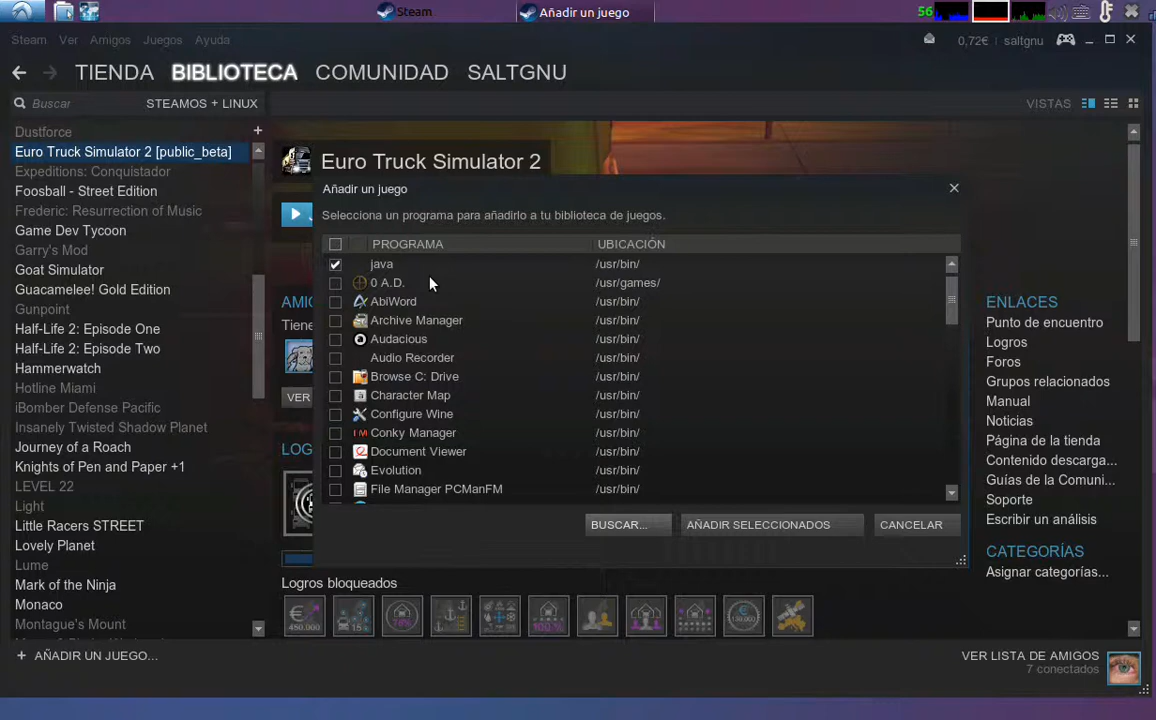 Steam
Añadir un juego
56
Steam Ver Amigos Juegos Ayuda
0,72€ saltgnu
TIENDA BIBLIOTECA COMUNIDAD SALTGNU
Buscar STEAMOS + LINUX
VISTAS
Dustforce
Euro Truck Simulator 2 [public_beta]
Expeditions: Conquistador
Foosball - Street Edition
Frederic: Resurrection of Music
Game Dev Tycoon
Garry's Mod
Goat Simulator
Guacamelee! Gold Edition
Gunpoint
Half-Life 2: Episode One
Half-Life 2: Episode Two
Hammerwatch
Hotline Miami
iBomber Defense Pacific
Insanely Twisted Shadow Planet
Journey of a Roach
Knights of Pen and Paper +1
LEVEL 22
Light
Little Racers STREET
Lovely Planet
Lume
Mark of the Ninja
Monaco
Montague's Mount
+ AÑADIR UN JUEGO...
Euro Truck Simulator 2
Añadir un juego
Selecciona un programa para añadirlo a tu biblioteca de juegos.
PROGRAMA UBICACIÓN
java /usr/bin/
0 A.D. /usr/games/
AbiWord /usr/bin/
Archive Manager /usr/bin/
Audacious /usr/bin/
Audio Recorder /usr/bin/
Browse C: Drive /usr/bin/
Character Map /usr/bin/
Configure Wine /usr/bin/
Conky Manager /usr/bin/
Document Viewer /usr/bin/
Evolution /usr/bin/
File Manager PCManFM /usr/bin/
BUSCAR... AÑADIR SELECCIONADOS CANCELAR
AMI
Tiene
VER
LOG
Logros bloqueados
450.000
15
100 %
ENLACES
Punto de encuentro
Logros
Foros
Grupos relacionados
Manual
Noticias
Página de la tienda
Contenido descarga...
Guías de la Comuni...
Soporte
Escribir un análisis
CATEGORÍAS
Asignar categorías...
VER LISTA DE AMIGOS
7 conectados